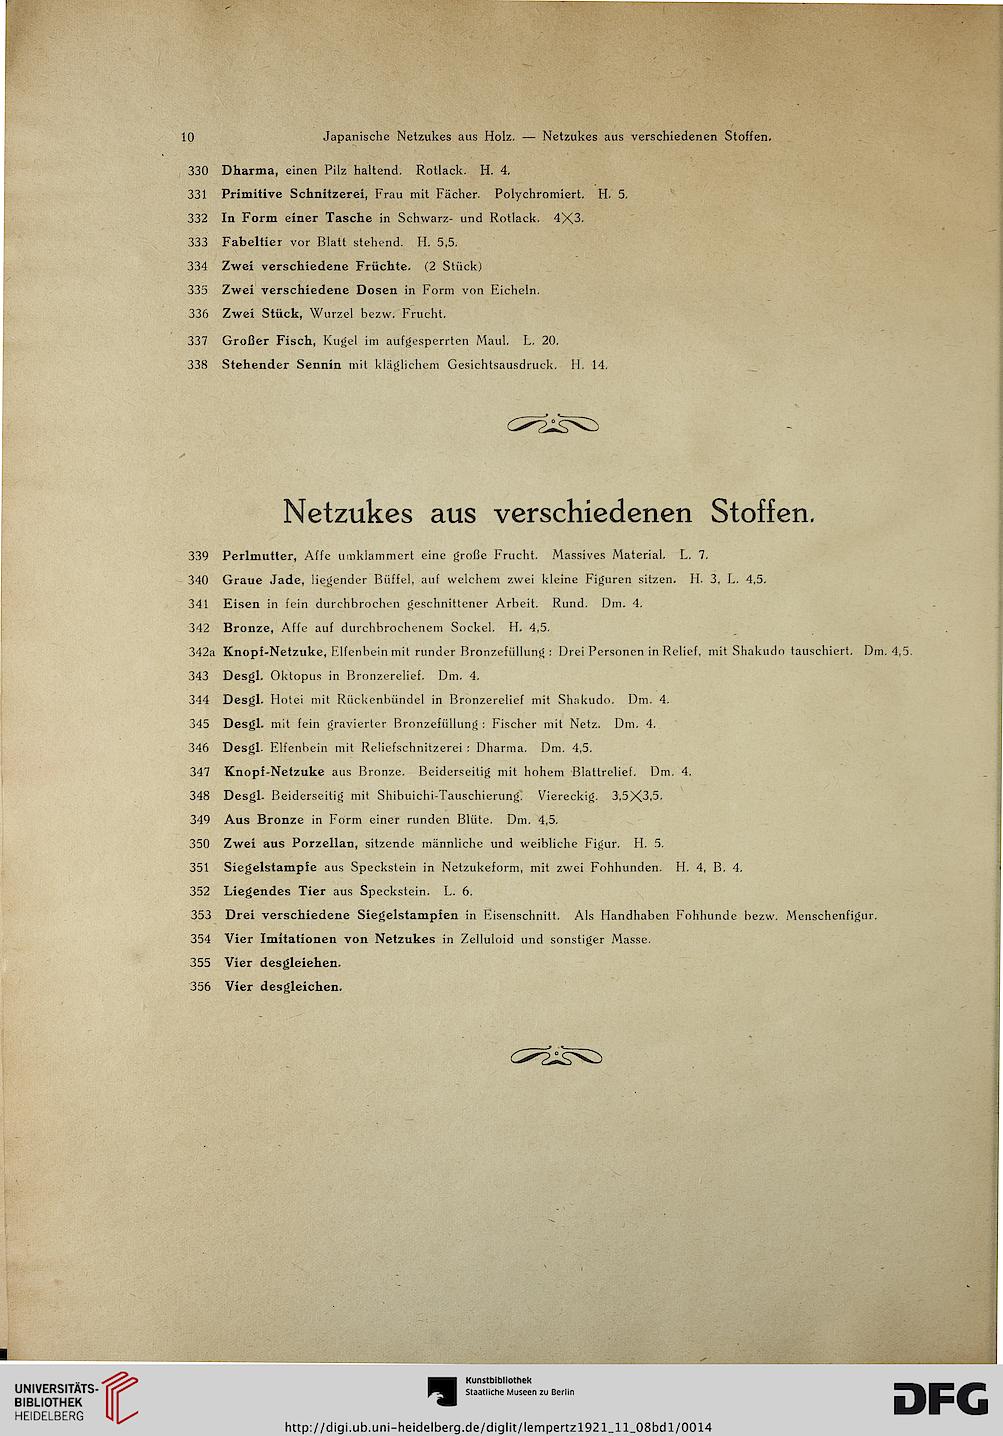 10 Japanische Netzukes aus Holz. — Netzukes aus verschiedenen Stoffen.
330 Dharma, einen Pilz haltend. Rotlack. H. 4.
331 Primitive Schnitzerei, Frau mit Fächer. Polychromiert. H. 5.
332 In Form einer Tasche in Schwarz- und Rotlack. 4X3.
333 Fabeltier vor Blatt stehend. H. 5,5.
334 Zwei verschiedene Früchte. (2 Stück)
335 Zwei verschiedene Dosen in Form von Eicheln.
336 Zwei Stück, Wurzel bezw. Frucht.
337 Großer Fisch, Kugel im aufgesperrten Maul. L. 20.
338 Stehender Sennin mit kläglichem Gesichtsausdruck. H. 14.
Netzukes aus verschiedenen Stoffen.
339 Perlmutter, Affe umklammert eine große Frucht. Massives Material. L. 7.
340 Graue Jade, liegender Büffel, auf welchem zwei kleine Figuren sitzen. H. 3, L. 4,5.
341 Eisen in fein durchbrochen geschnittener Arbeit. Rund. Dm. 4.
342 Bronze, Affe auf durchbrochenem Sockel. H. 4,5.
342a Knopf-Netzuke, Elfenbein mit runder Bronzefüllung: Drei Personen in Relief, mit Shakudo tauschiert. Dm. 4,5.
343 Desgl. Oktopus in Bronzerelief. Dm. 4.
344 Desgl. Hotei mit Rückenbündel in Bronzerelief mit Shakudo. Dm. 4.
345 Desgl. mit fein gravierter Bronzefüllung: Fischer mit Netz. Dm. 4.
346 Desgl. Elfenbein mit Reliefschnitzerei: Dharma. Dm. 4,5.
347 Knopf-Netzuke aus Bronze. Beiderseitig mit hohem Blattrelief. Dm. 4.
348 Desgl. Beiderseitig mit Shibuichi-Tauschierung. Viereckig. 3,5X3,5.
349 Aus Bronze in Form einer runden Blüte. Dm. 4,5.
350 Zwei aus Porzellan, sitzende männliche und weibliche Figur. H. 5.
351 Siegelstampfe aus Speckstein in Netzukeform, mit zwei Fohhunden. H. 4, B. 4.
352 Liegendes Tier aus Speckstein. L. 6.
353 Drei verschiedene Siegelstampfen in Eisenschnitt. Als Handhaben Fohhunde bezw. Menschenfigur.
354 Vier Imitationen von Netzukes in Zelluloid und sonstiger Masse.
355 Vier desgleichen.
356 Vier desgleichen.
UNIVERSITÄTS-
BIBLIOTHEK
HEIDELBERG
Kunstbibliothek
Staatliche Museen zu Berlin
DFG
http://digi.ub.uni-heidelberg.de/diglit/lempertz1921_11_08bd1/0014